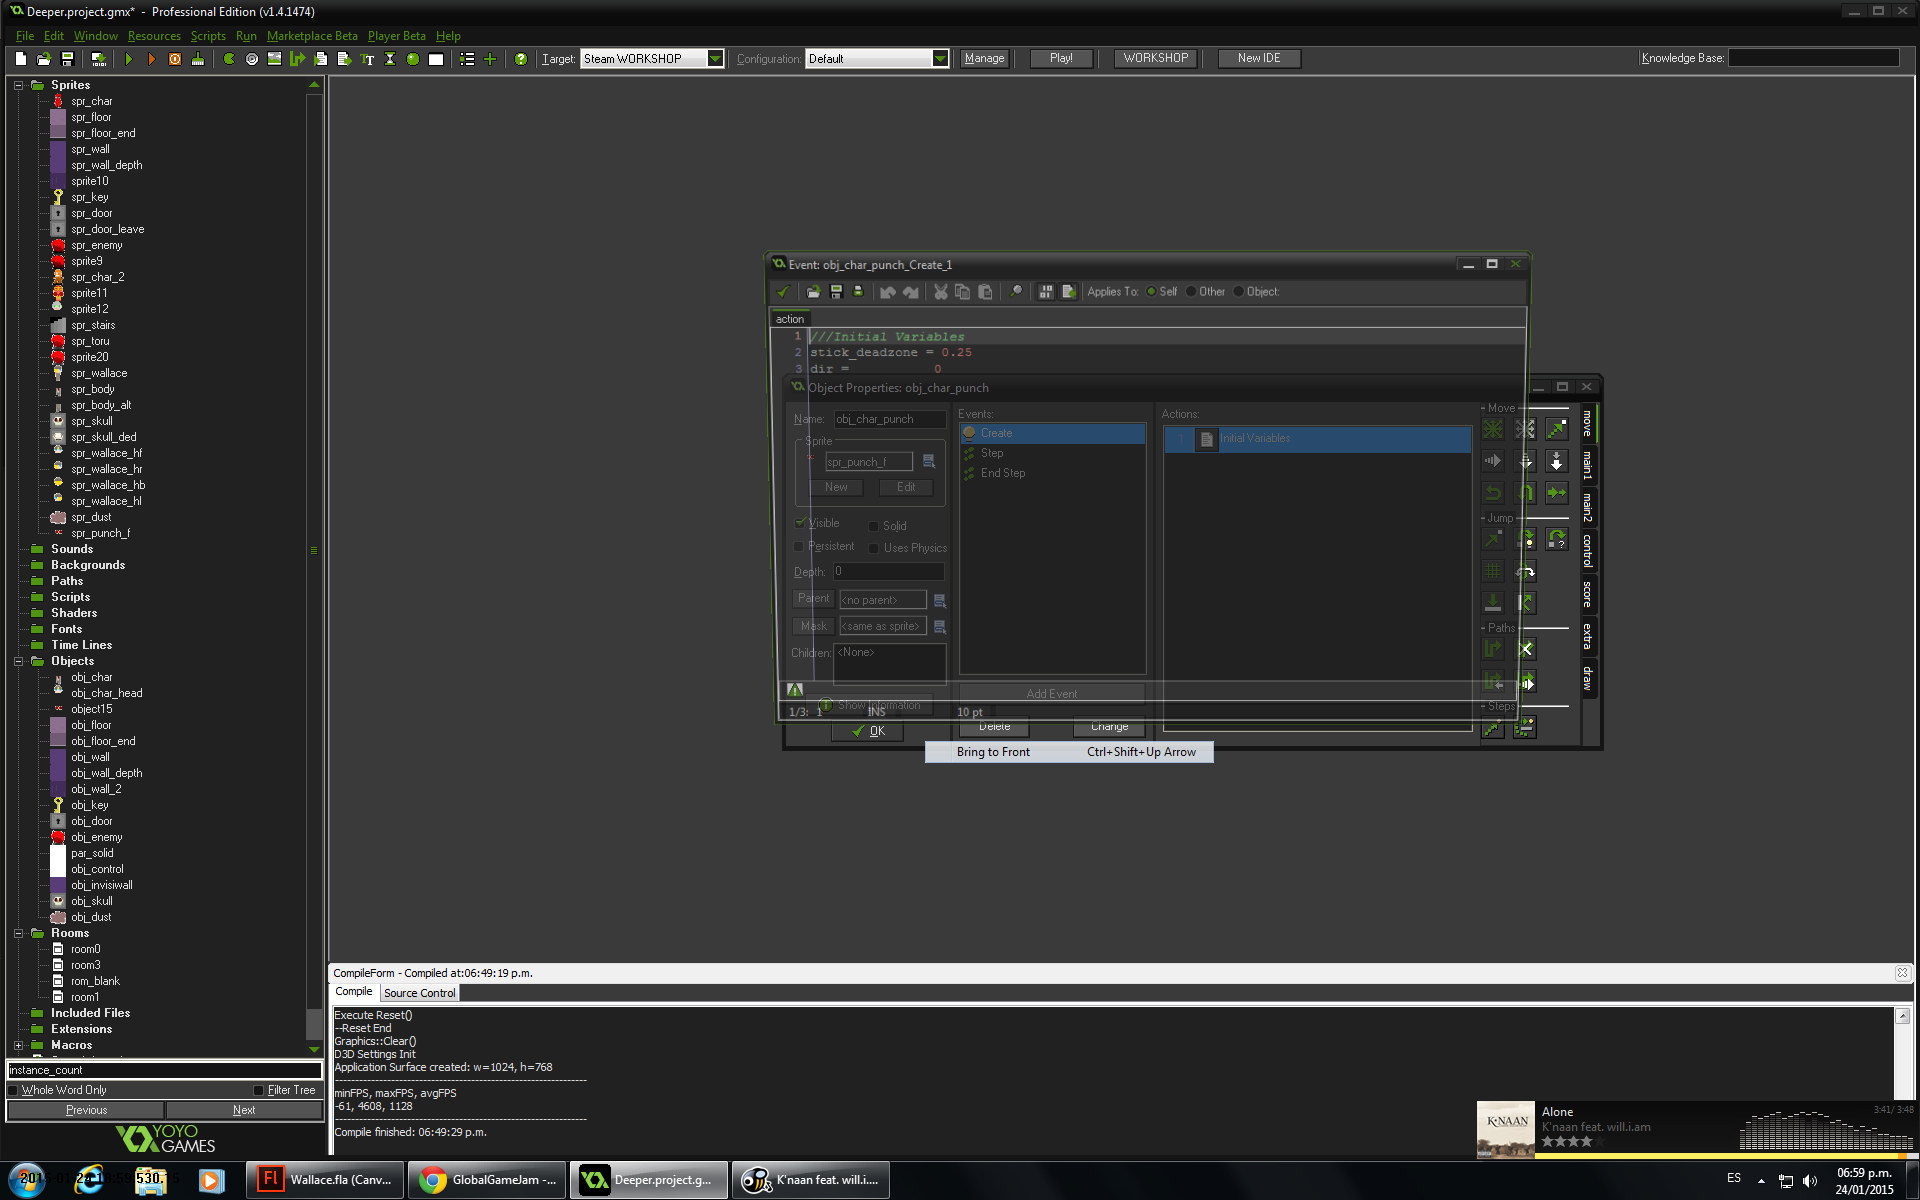 Deeper.project.gmx*  -  Professional Edition (v1.4.1474)
File Edit Window Resources Scripts Run Marketplace Beta Player Beta Help
Target: Steam WORKSHOP Configuration: Default Manage Play! WORKSHOP New IDE Knowledge Base:
Sprites
spr_char
spr_floor
spr_floor_end
spr_wall
spr_wall_depth
sprite10
spr_key
spr_door
spr_door_leave
spr_enemy
sprite9
spr_char_2
sprite11
sprite12
spr_stairs
spr_toru
sprite20
spr_wallace
spr_body
spr_body_alt
spr_skull
spr_skull_ded
spr_wallace_hf
spr_wallace_hr
spr_wallace_hb
spr_wallace_hl
spr_dust
spr_punch_f
Sounds
Backgrounds
Paths
Scripts
Shaders
Fonts
Time Lines
Objects
obj_char
obj_char_head
object15
obj_floor
obj_floor_end
obj_wall
obj_wall_depth
obj_wall_2
obj_key
obj_door
obj_enemy
par_solid
obj_control
obj_invisiwall
obj_skull
obj_dust
Rooms
room0
room3
rom_blank
room1
Included Files
Extensions
Macros
instance_count
Whole Word Only Filter Tree
Previous Next
YOYO
GAMES
Event: obj_char_punch_Create_1
Applies To: Self Other Object:
action
1 ///Initial Variables
2 stick_deadzone = 0.25
3 dir = 0
Object Properties: obj_char_punch
Name: obj_char_punch
Sprite
spr_punch_f
New Edit
Visible Solid
Persistent Uses Physics
Depth: 0
Parent <no parent>
Mask <same as sprite>
Children: <None>
Show Information
OK
Events:
Create
Step
End Step
Add Event
Delete Change
Actions:
Initial Variables
Move
Jump
Paths
Steps
move
main1
main2
control
score
extra
draw
1/3: 1 INS 10 pt
Bring to Front Ctrl+Shift+Up Arrow
CompileForm - Compiled at:06:49:19 p.m.
Compile Source Control
Execute Reset()
--Reset End
Graphics::Clear()
D3D Settings Init
Application Surface created: w=1024, h=768
minFPS, maxFPS, avgFPS
-61, 4608, 1128
Compile finished: 06:49:29 p.m.
K'NAAN
Alone
K'naan feat. will.i.am
3:41/ 3:48
Wallace.fla (Canv...
GlobalGameJam -...
Deeper.project.g...
K'naan feat. will.i....
ES
06:59 p.m.
24/01/2015